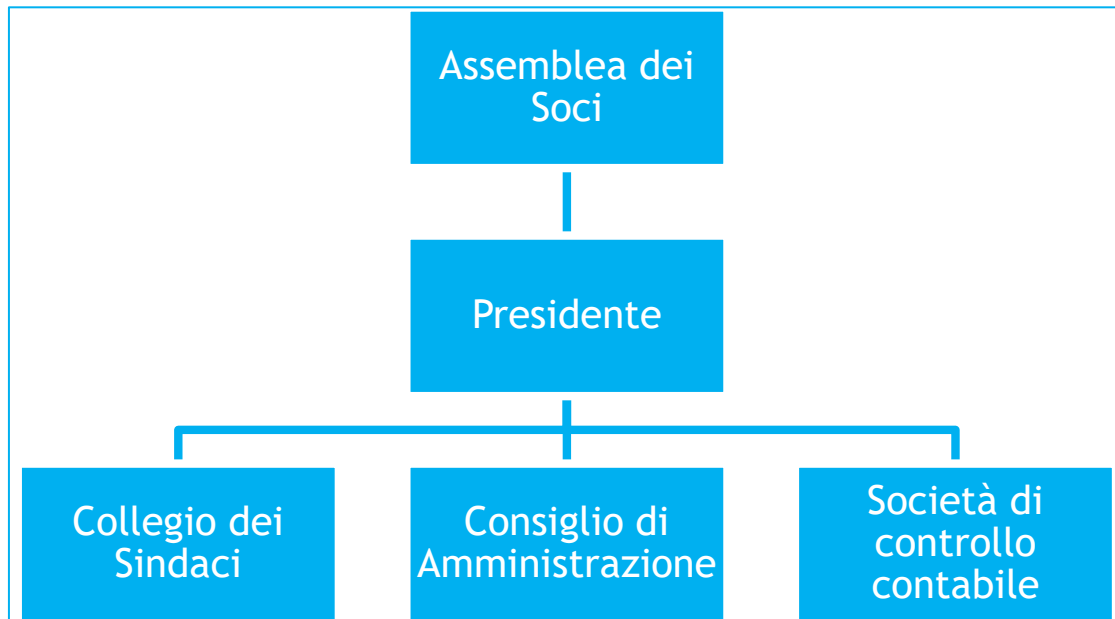 Assemblea dei
Soci
Presidente
Collegio dei
Sindaci
Consiglio di
Amministrazione
Società di
controllo
contabile